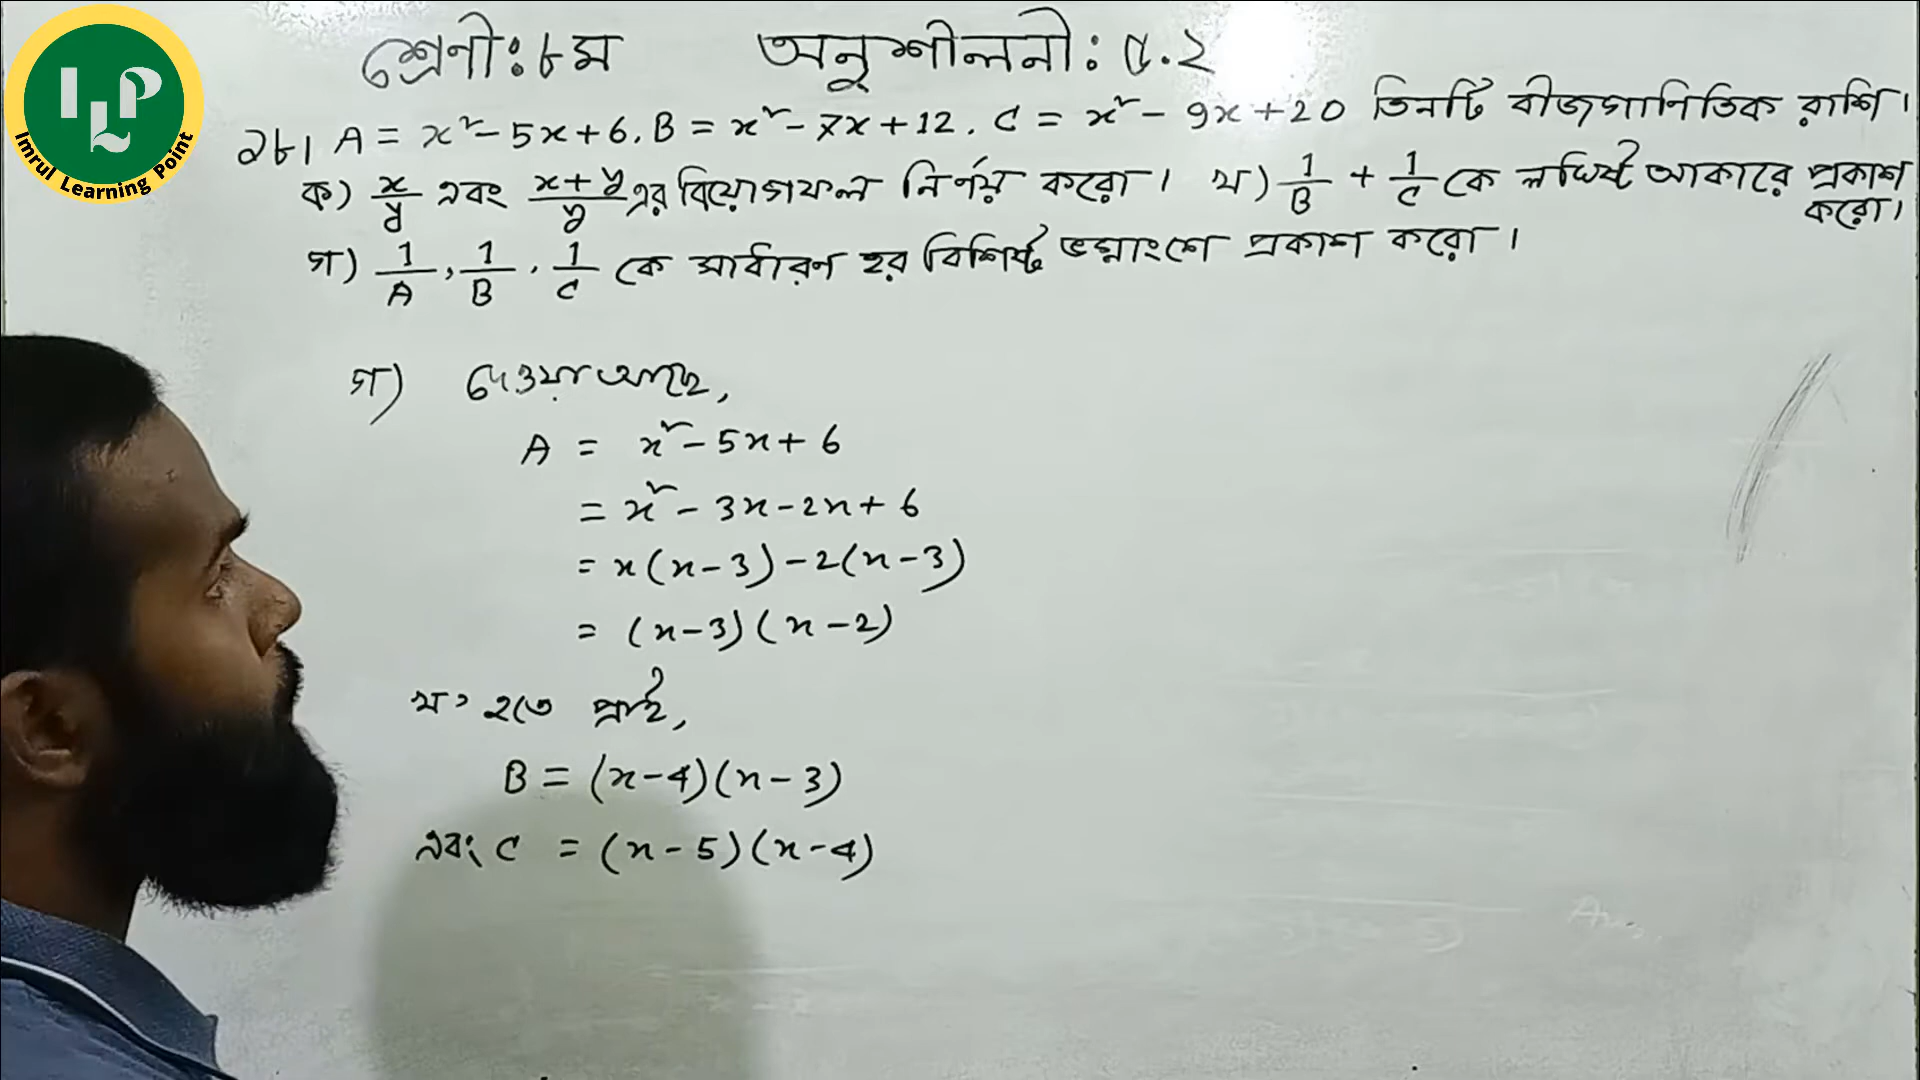 ILP
Imrul Learning Point
শ্রেণী: ৮ম অনুশীলনী: ৫.২
২৮। A = x² - 5x + 6, B = x² - 7x + 12, C = x² - 9x + 20 তিনটি বীজগাণিতিক রাশি।
ক) x/y এবং x+y/y এর বিয়োগফল নির্ণয় করো। খ) 1/B + 1/C কে লঘিষ্ট আকারে প্রকাশ করো।
গ) 1/A, 1/B, 1/C কে সাধারণ হর বিশিষ্ট ভগ্নাংশে প্রকাশ করো।
গ) দেওয়া আছে,
A = x² - 5x + 6
= x² - 3x - 2x + 6
= x(x-3) - 2(x-3)
= (x-3)(x-2)
খ হতে পাই,
B = (x-4)(x-3)
এবং C = (x-5)(x-4)